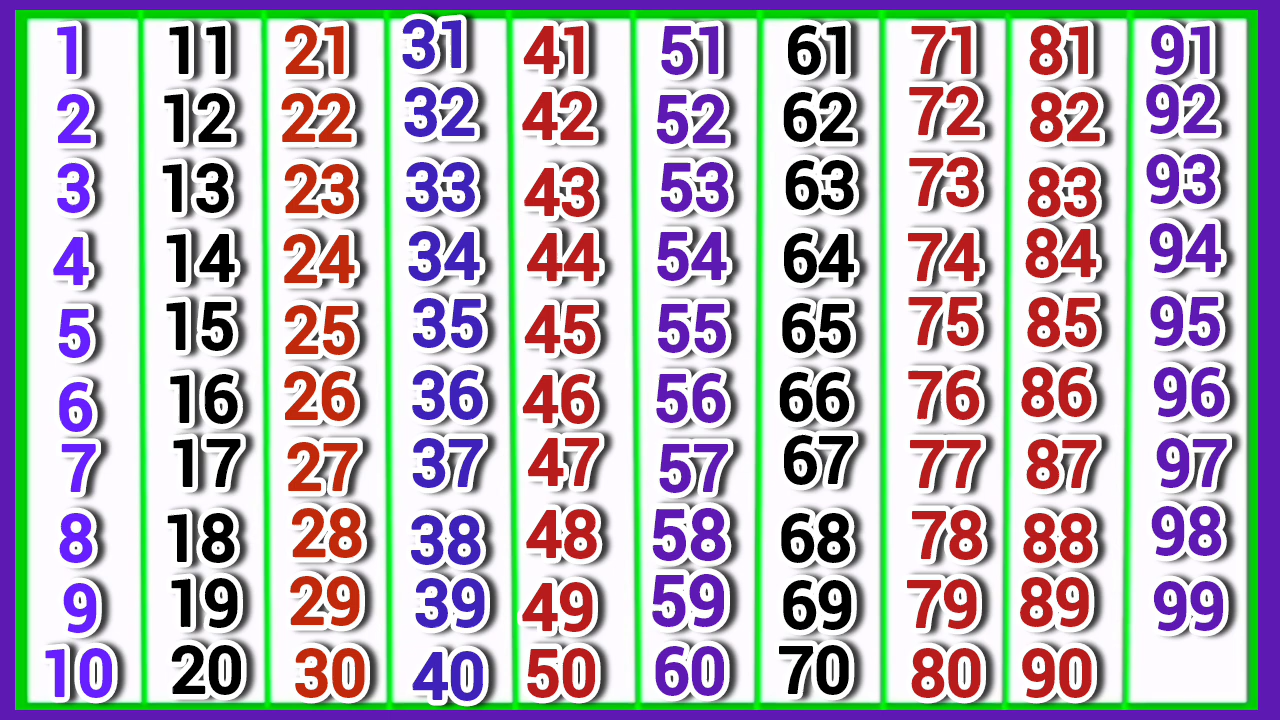 1 11 21 31 41 51 61 71 81 91
2 12 22 32 42 52 62 72 82 92
3 13 23 33 43 53 63 73 83 93
4 14 24 34 44 54 64 74 84 94
5 15 25 35 45 55 65 75 85 95
6 16 26 36 46 56 66 76 86 96
7 17 27 37 47 57 67 77 87 97
8 18 28 38 48 58 68 78 88 98
9 19 29 39 49 59 69 79 89 99
10 20 30 40 50 60 70 80 90